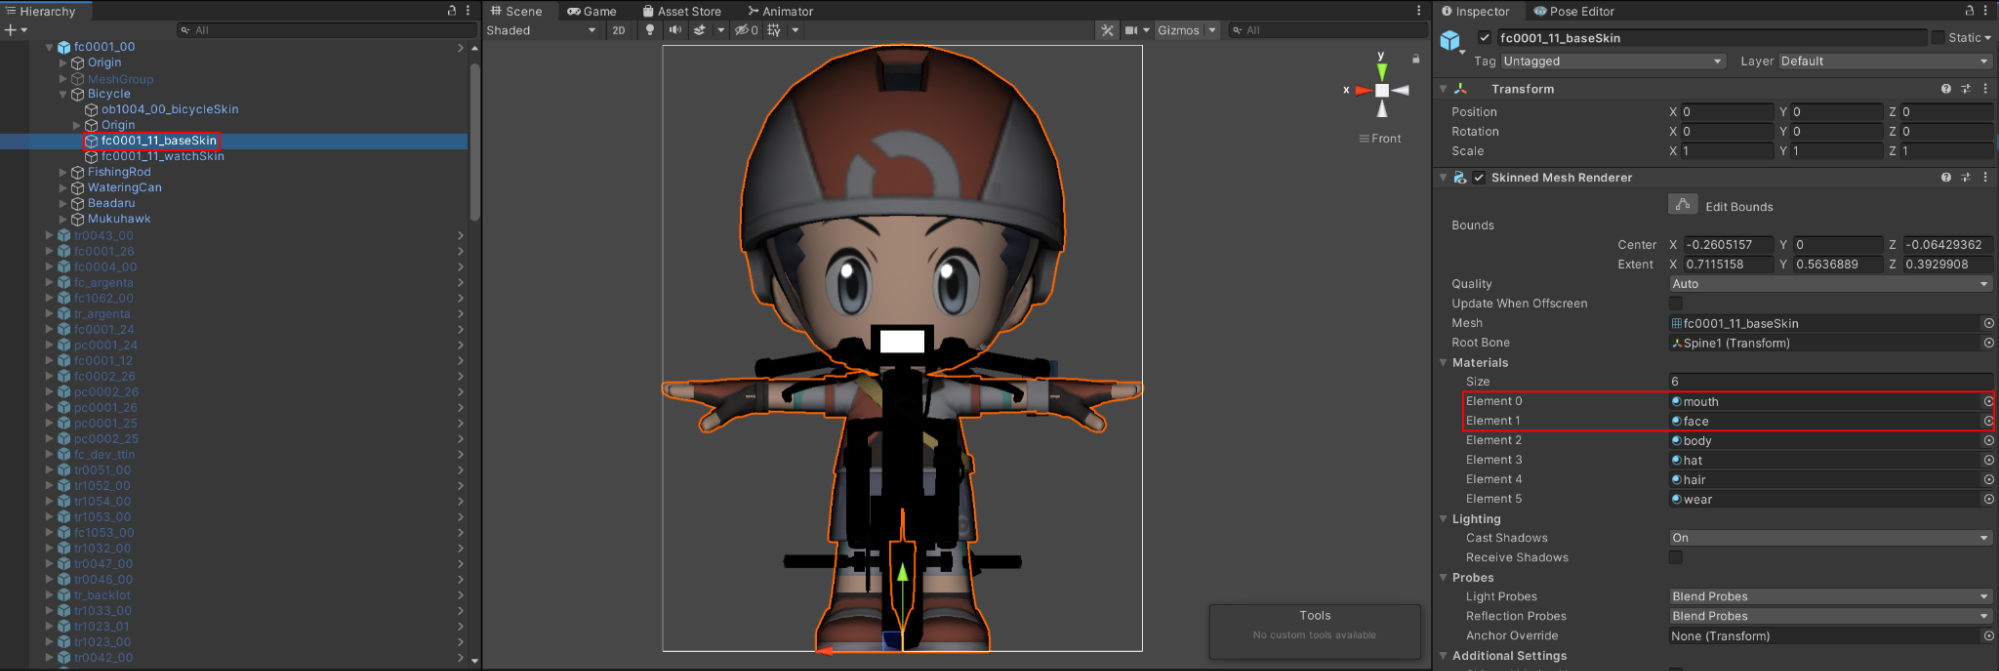 Hierarchy
All
fc0001_00
Origin
MeshGroup
Bicycle
ob1004_00_bicycleSkin
Origin
fc0001_11_baseSkin
fc0001_11_watchSkin
FishingRod
WateringCan
Beadaru
Mukuhawk
tr0043_00
fc0001_26
fc0004_00
fc_argenta
fc1062_00
tr_argenta
fc0001_24
pc0001_24
fc0001_12
fc0002_26
pc0002_26
pc0001_26
pc0001_25
pc0002_25
fc_dev_ttin
tr0051_00
tr1052_00
tr1054_00
tr1053_00
fc1053_00
tr1032_00
tr0047_00
tr0046_00
tr_backlot
tr1033_00
tr1023_01
tr1023_00
tr0042_00
Scene Game Asset Store Animator
Shaded 2D 0 Gizmos All
y
x
Front
Tools
No custom tools available
Inspector Pose Editor
fc0001_11_baseSkin Static
Tag Untagged Layer Default
Transform
Position X 0 Y 0 Z 0
Rotation X 0 Y 0 Z 0
Scale X 1 Y 1 Z 1
Skinned Mesh Renderer
Edit Bounds
Bounds
Center X -0.2605157 Y 0 Z -0.06429362
Extent X 0.7115158 Y 0.5636889 Z 0.3929908
Quality Auto
Update When Offscreen
Mesh fc0001_11_baseSkin
Root Bone Spine1 (Transform)
Materials
Size 6
Element 0 mouth
Element 1 face
Element 2 body
Element 3 hat
Element 4 hair
Element 5 wear
Lighting
Cast Shadows On
Receive Shadows
Probes
Light Probes Blend Probes
Reflection Probes Blend Probes
Anchor Override None (Transform)
Additional Settings